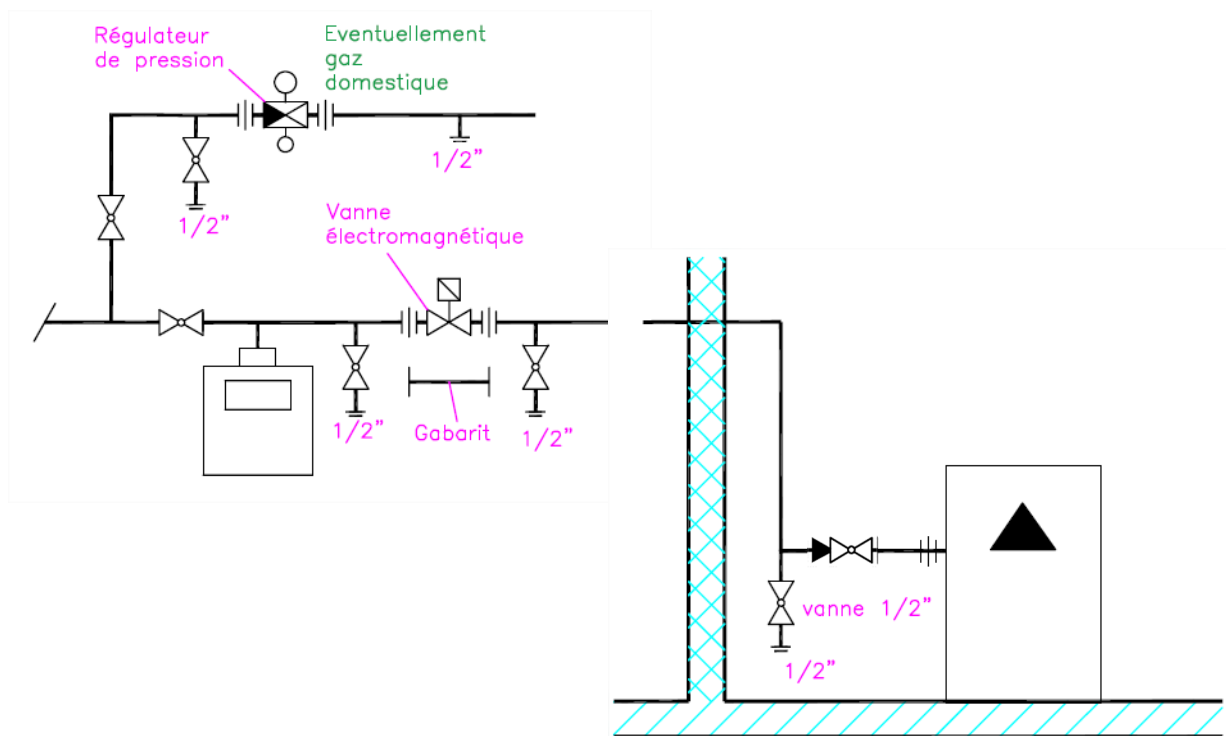 Régulateur
de pression
Eventuellement
gaz
domestique
1/2"
1/2"
Vanne
électromagnétique
1/2"
Gabarit
1/2"
vanne 1/2"
1/2"